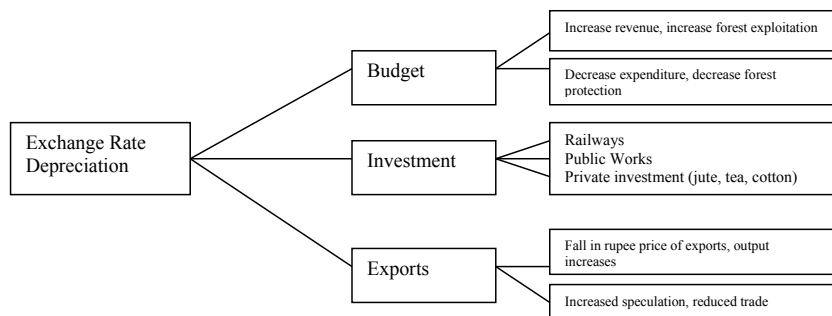 Exchange Rate
Depreciation
Budget
Increase revenue, increase forest exploitation
Decrease expenditure, decrease forest
protection
Investment
Railways
Public Works
Private investment (jute, tea, cotton)
Exports
Fall in rupee price of exports, output
increases
Increased speculation, reduced trade